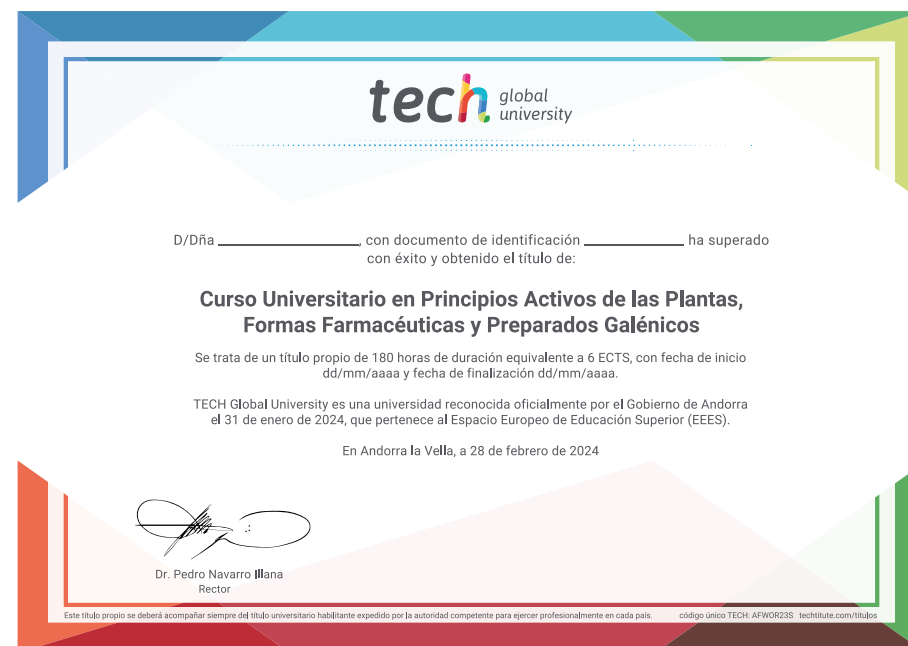 tech global
university
D/Dña ____________________, con documento de identificación ______________ ha superado
con éxito y obtenido el título de:
Curso Universitario en Principios Activos de las Plantas,
Formas Farmacéuticas y Preparados Galénicos
Se trata de un título propio de 180 horas de duración equivalente a 6 ECTS, con fecha de inicio
dd/mm/aaaa y fecha de finalización dd/mm/aaaa.
TECH Global University es una universidad reconocida oficialmente por el Gobierno de Andorra
el 31 de enero de 2024, que pertenece al Espacio Europeo de Educación Superior (EEES).
En Andorra la Vella, a 28 de febrero de 2024
Dr. Pedro Navarro Illana
Rector
Este título propio se deberá acompañar siempre del título universitario habilitante expedido por la autoridad competente para ejercer profesionalmente en cada país. código único TECH: AFWOR23S techtitute.com/titulos